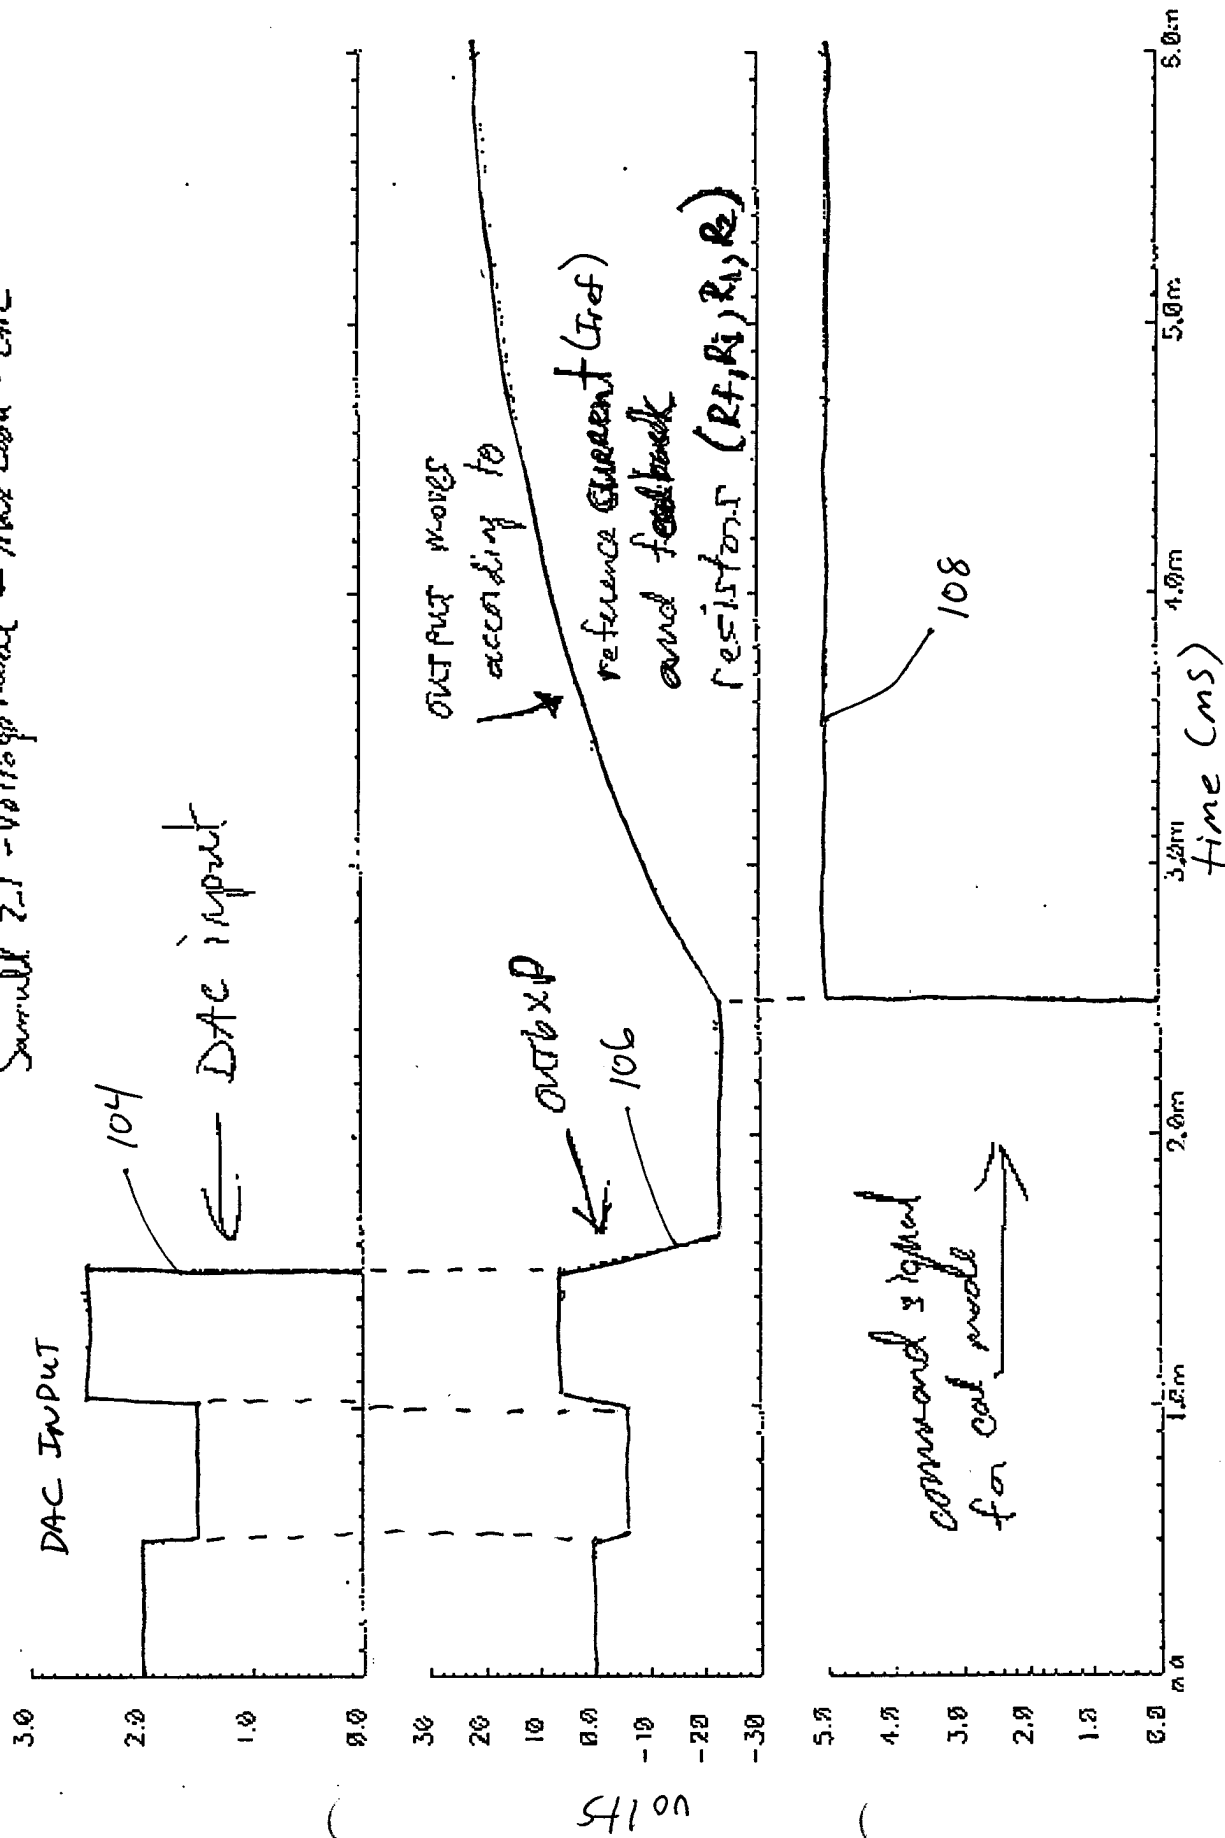 DAC INPUT
104
DAC input
3.0
2.0
1.0
0.0
OUTPUT moves
according to
reference current (Iref)
and feedback
resistors (Rf, Ri, R1, R2)
OUT6XP
106
30
20
10
0.0
-10
-20
-30
volts
108
command signal
for cal mode
5.0
4.0
3.0
2.0
1.0
0.0
0.0
1.0m
2.0m
3.0m
4.0m
5.0m
6.0m
time (ms)